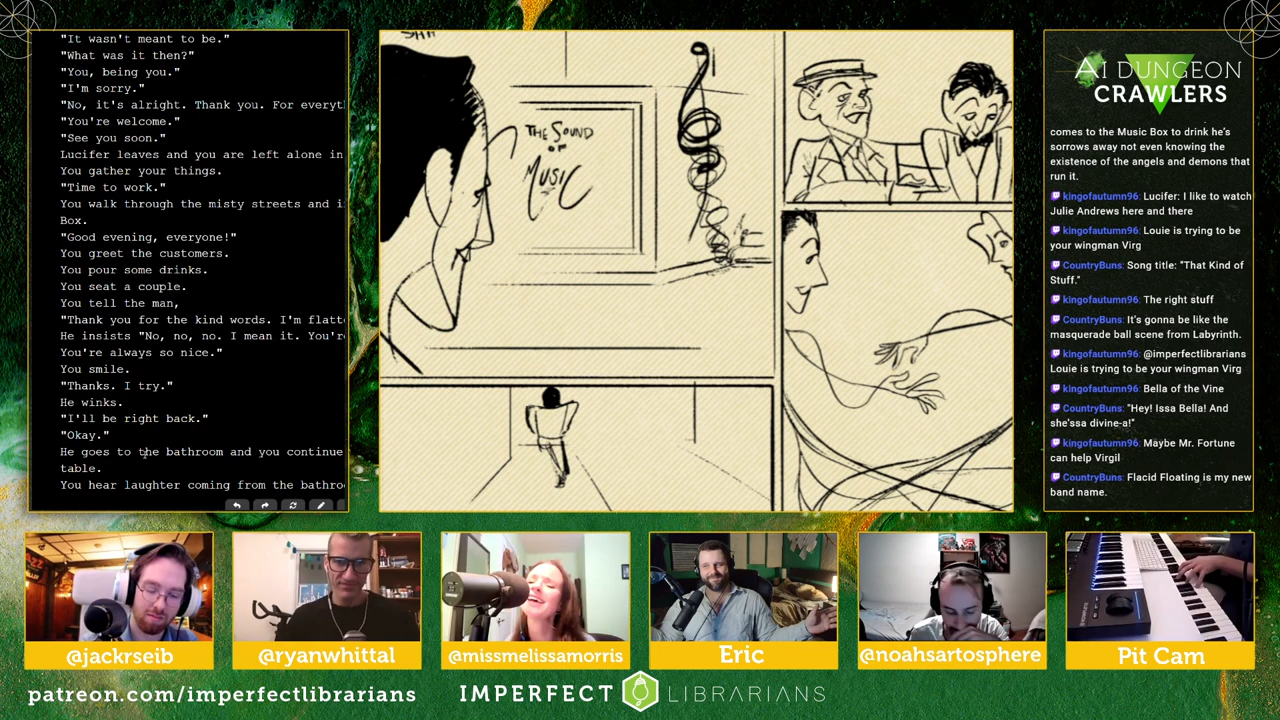 "It wasn't meant to be."
"What was it then?"
"You, being you."
"I'm sorry."
"No, it's alright. Thank you. For everyth
"You're welcome."
"See you soon."
Lucifer leaves and you are left alone in
You gather your things.
"Time to work."
You walk through the misty streets and i
Box.
"Good evening, everyone!"
You greet the customers.
You pour some drinks.
You seat a couple.
You tell the man,
"Thank you for the kind words. I'm flatt
He insists "No, no, no. I mean it. You'r
You're always so nice."
You smile.
"Thanks. I try."
He winks.
"I'll be right back."
"Okay."
He goes to the bathroom and you continue
table.
You hear laughter coming from the bathro
THE SOUND
OF
MUSIC
AI DUNGEON
CRAWLERS
comes to the Music Box to drink he's
sorrows away not even knowing the
existence of the angels and demons that
run it.
kingofautumn96: Lucifer: I like to watch
Julie Andrews here and there
kingofautumn96: Louie is trying to be
your wingman Virg
CountryBuns: Song title: "That Kind of
Stuff."
kingofautumn96: The right stuff
CountryBuns: It's gonna be like the
masquerade ball scene from Labyrinth.
kingofautumn96: @imperfectlibrarians
Louie is trying to be your wingman Virg
kingofautumn96: Bella of the Vine
CountryBuns: "Hey! Issa Bella! And
she'ssa divine-a!"
kingofautumn96: Maybe Mr. Fortune
can help Virgil
CountryBuns: Flacid Floating is my new
band name.
@jackrseib
@ryanwhittal
@missmelissamorris
Eric
@noahsartosphere
Pit Cam
patreon.com/imperfectlibrarians
IMPERFECT LIBRARIANS